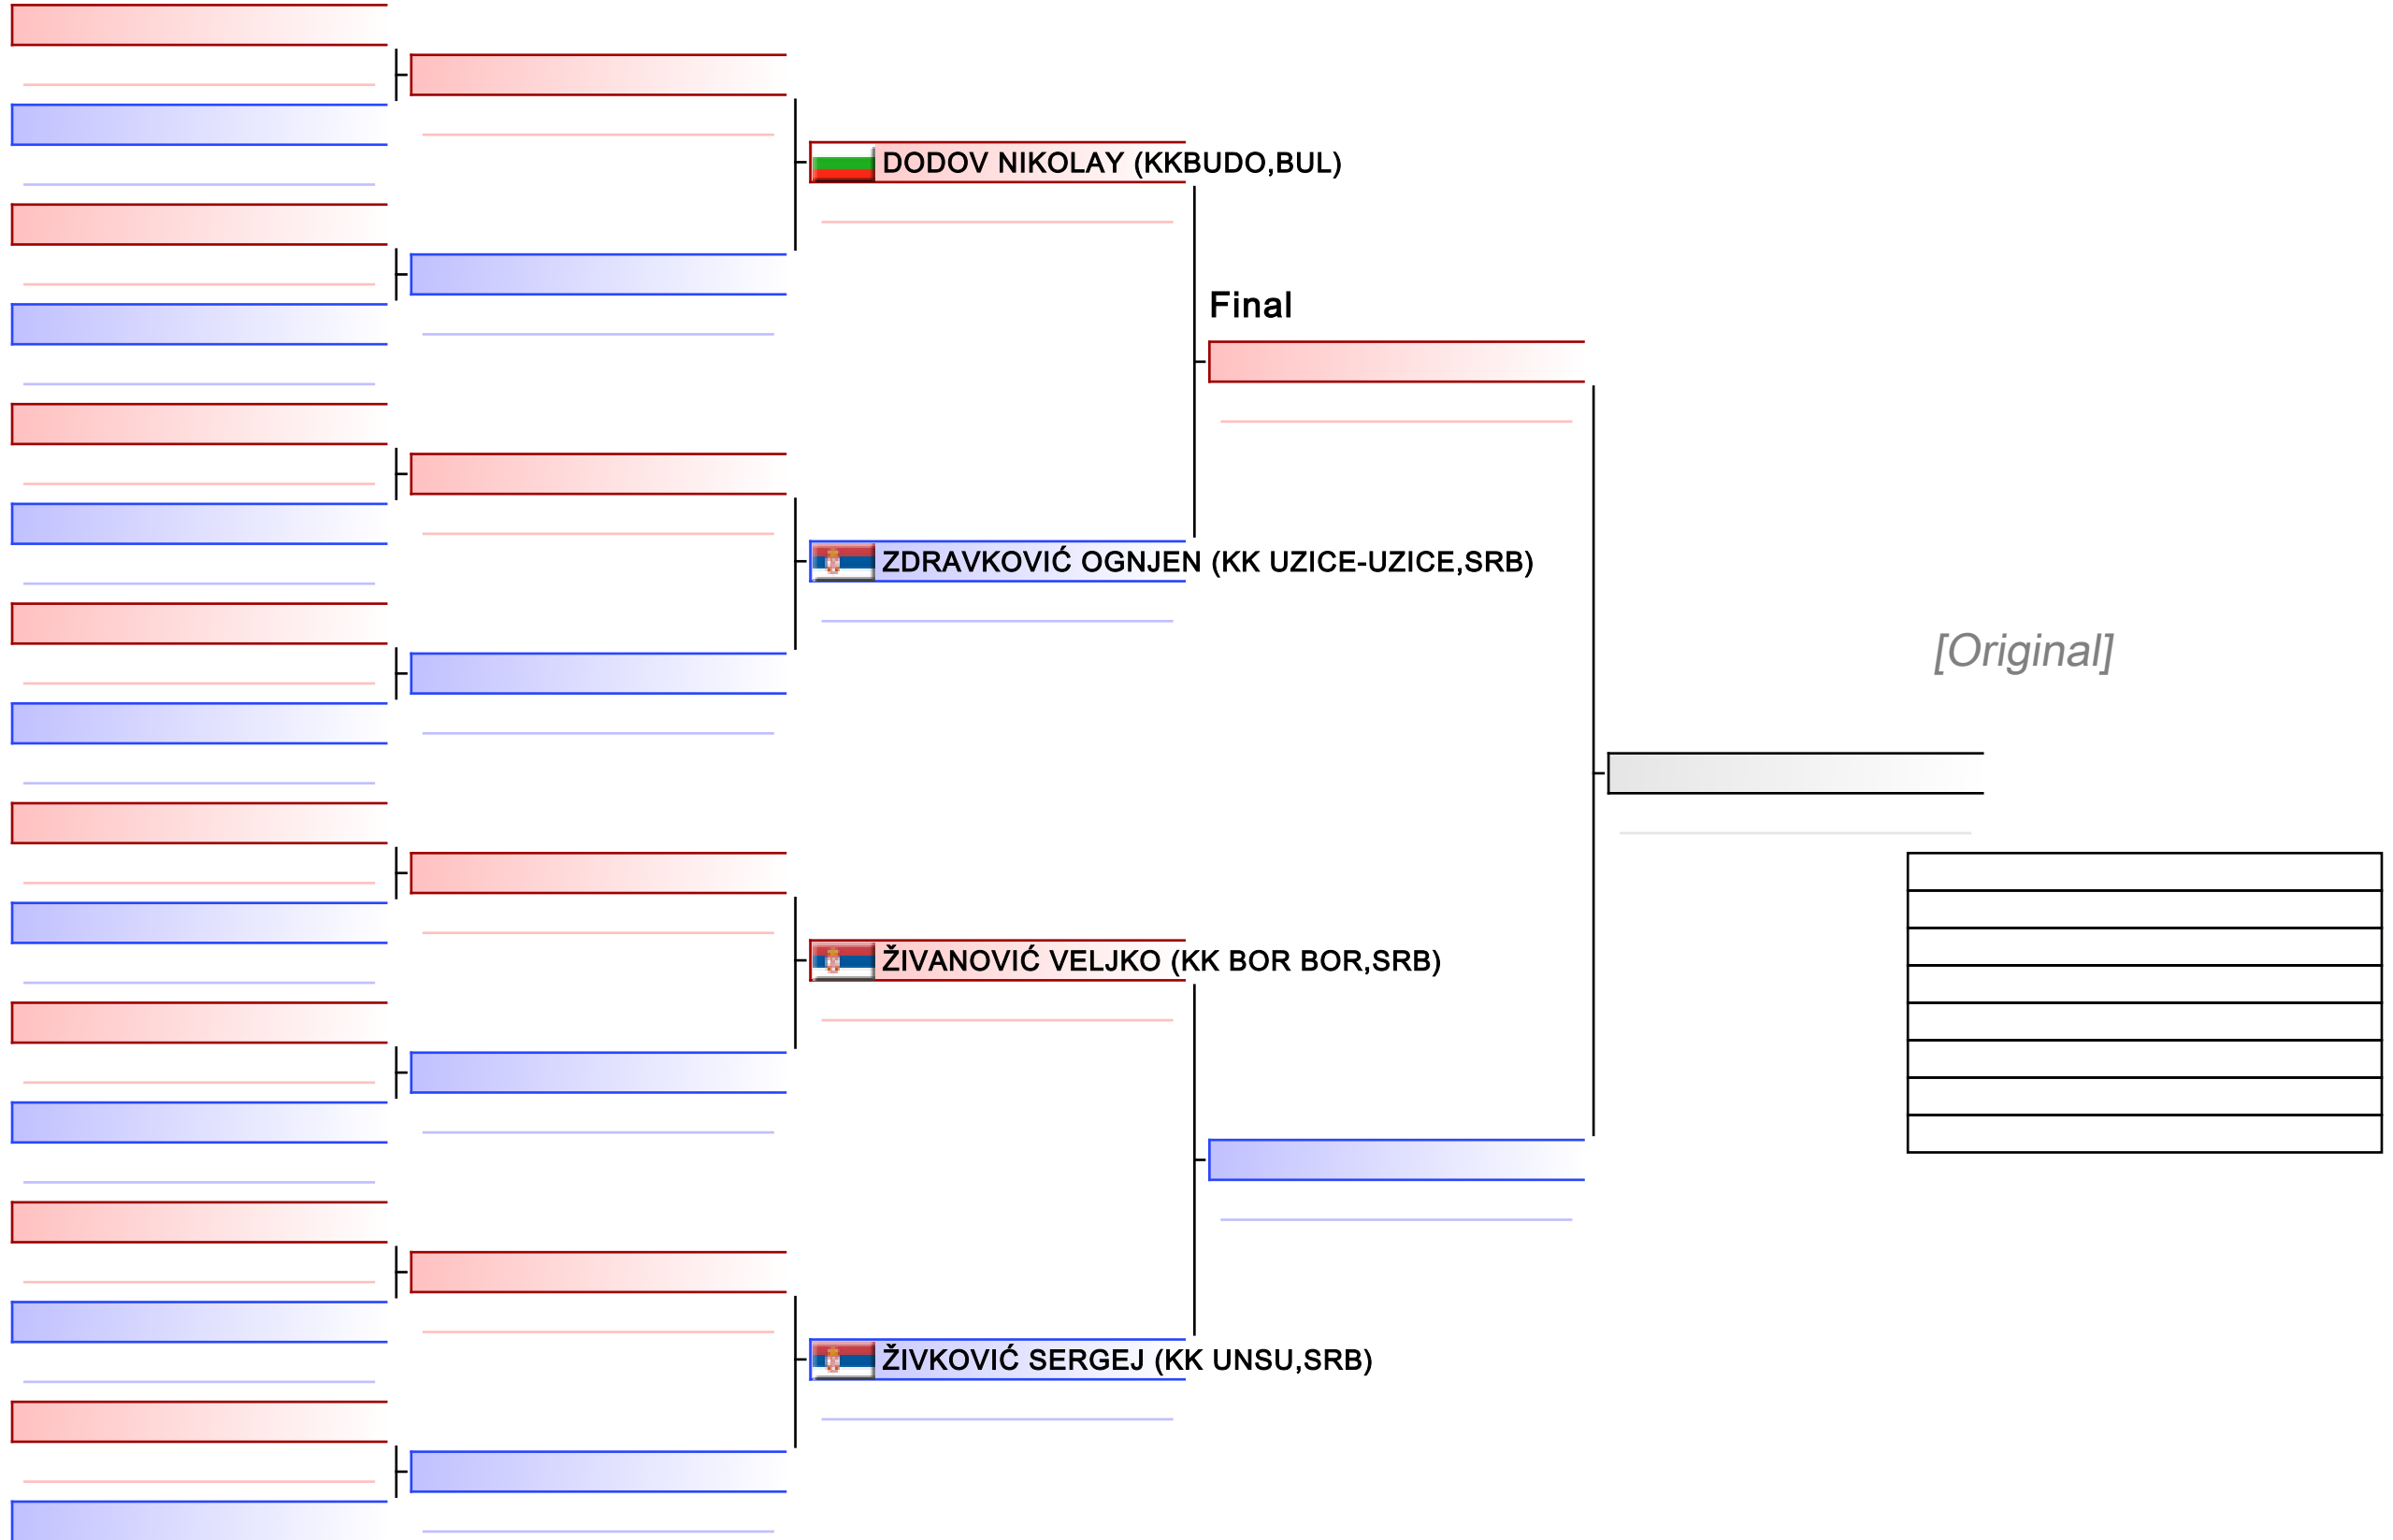 DODOV NIKOLAY (KKBUDO,BUL)
Final
ZDRAVKOVIĆ OGNJEN (KK UZICE-UZICE,SRB)
[Original]
ŽIVANOVIĆ VELJKO (KK BOR BOR,SRB)
ŽIVKOVIĆ SERGEJ (KK UNSU,SRB)